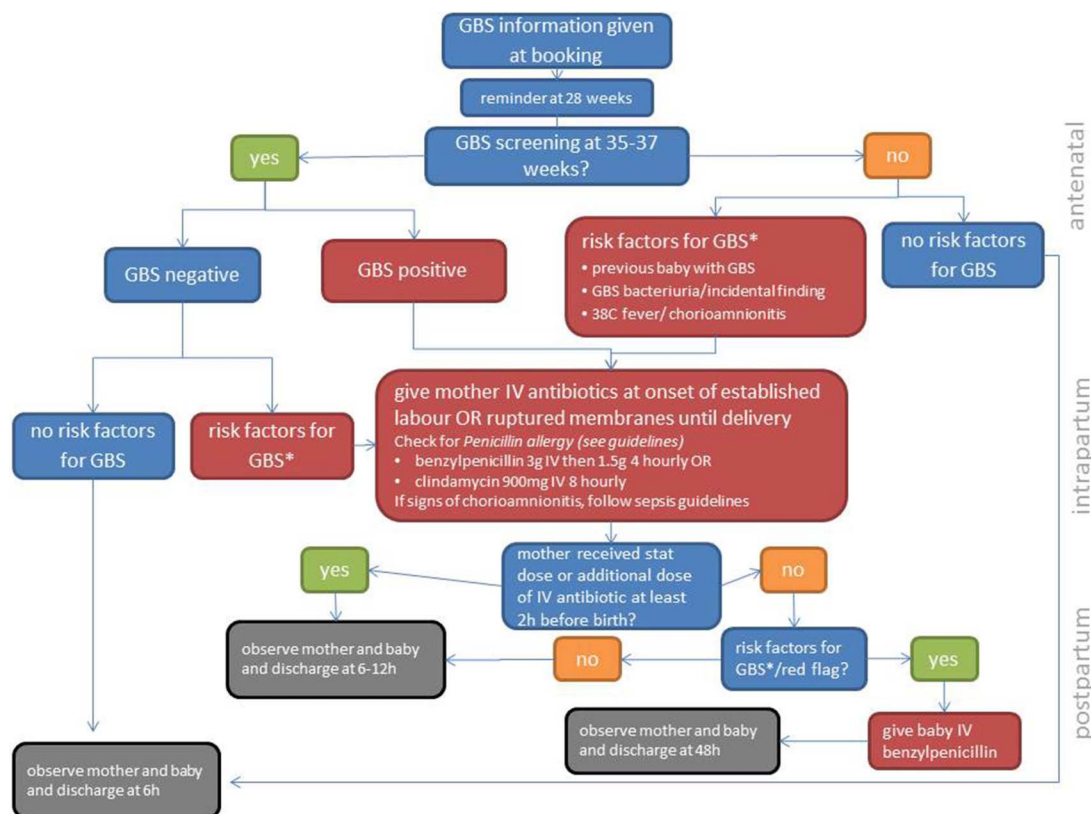 GBS information given
at booking
reminder at 28 weeks
GBS screening at 35-37
weeks?
yes
no
antenatal
GBS negative
GBS positive
risk factors for GBS*
• previous baby with GBS
• GBS bacteriuria/incidental finding
• 38C fever/ chorioamnionitis
no risk factors
for GBS
no risk factors
for GBS
risk factors for
GBS*
give mother IV antibiotics at onset of established
labour OR ruptured membranes until delivery
Check for Penicillin allergy (see guidelines)
• benzylpenicillin 3g IV then 1.5g 4 hourly OR
• clindamycin 900mg IV 8 hourly
If signs of chorioamnionitis, follow sepsis guidelines
intrapartum
yes
mother received stat
dose or additional dose
of IV antibiotic at least
2h before birth?
no
observe mother and baby
and discharge at 6-12h
no
risk factors for
GBS*/red flag?
yes
postpartum
observe mother and baby
and discharge at 48h
give baby IV
benzylpenicillin
observe mother and baby
and discharge at 6h